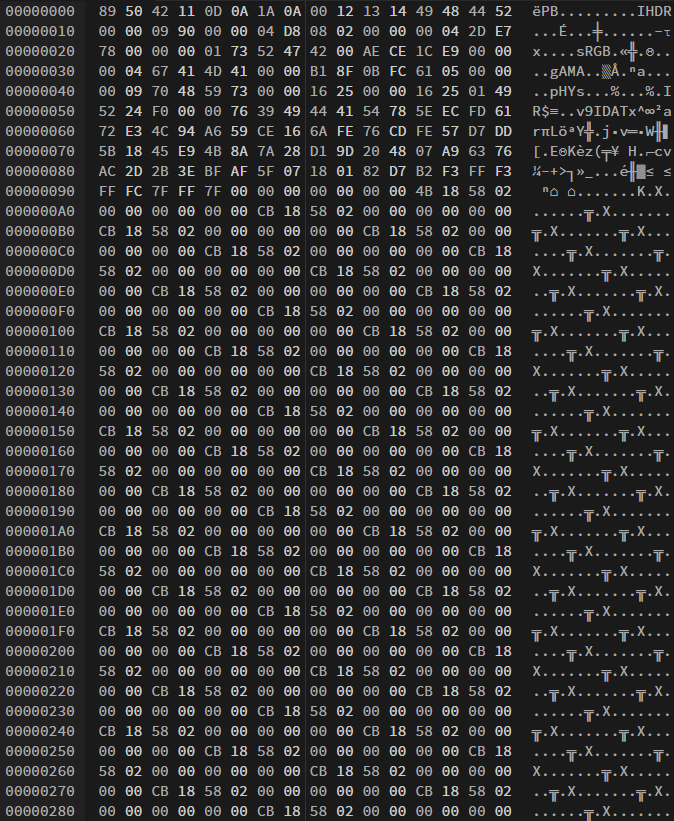 00000000 89 50 42 11 0D 0A 1A 0A 00 12 13 14 49 48 44 52 ëPB.........IHDR
00000010 00 00 09 90 00 00 04 D8 08 02 00 00 00 04 2D E7 ...É...╪......-τ
00000020 78 00 00 00 01 73 52 47 42 00 AE CE 1C E9 00 00 x....sRGB.«╬.Θ..
00000030 00 04 67 41 4D 41 00 00 B1 8F 0B FC 61 05 00 00 ..gAMA..▒Å.ⁿa...
00000040 00 09 70 48 59 73 00 00 16 25 00 00 16 25 01 49 ..pHYs...%...%.I
00000050 52 24 F0 00 00 76 39 49 44 41 54 78 5E EC FD 61 R$≡..v9IDATx^∞²a
00000060 72 E3 4C 94 A6 59 CE 16 6A FE 76 CD FE 57 D7 DD rπLöªY╬.j■v═■W╫▌
00000070 5B 18 45 E9 4B 8A 7A 28 D1 9D 20 48 07 A9 63 76 [.EΘKèz(╤¥ H.⌐cv
00000080 AC 2D 2B 3E BF AF 5F 07 18 01 82 D7 B2 F3 FF F3 ¼-+>┐»_...é╫▓≤ ≤
00000090 FF FC 7F FF 7F 00 00 00 00 00 00 00 4B 18 58 02  ⁿ⌂ ⌂.......K.X.
000000A0 00 00 00 00 00 00 CB 18 58 02 00 00 00 00 00 00 ......╦.X.......
000000B0 CB 18 58 02 00 00 00 00 00 00 CB 18 58 02 00 00 ╦.X.......╦.X...
000000C0 00 00 00 00 CB 18 58 02 00 00 00 00 00 00 CB 18 ....╦.X.......╦.
000000D0 58 02 00 00 00 00 00 00 CB 18 58 02 00 00 00 00 X.......╦.X.....
000000E0 00 00 CB 18 58 02 00 00 00 00 00 00 CB 18 58 02 ..╦.X.......╦.X.
000000F0 00 00 00 00 00 00 CB 18 58 02 00 00 00 00 00 00 ......╦.X.......
00000100 CB 18 58 02 00 00 00 00 00 00 CB 18 58 02 00 00 ╦.X.......╦.X...
00000110 00 00 00 00 CB 18 58 02 00 00 00 00 00 00 CB 18 ....╦.X.......╦.
00000120 58 02 00 00 00 00 00 00 CB 18 58 02 00 00 00 00 X.......╦.X.....
00000130 00 00 CB 18 58 02 00 00 00 00 00 00 CB 18 58 02 ..╦.X.......╦.X.
00000140 00 00 00 00 00 00 CB 18 58 02 00 00 00 00 00 00 ......╦.X.......
00000150 CB 18 58 02 00 00 00 00 00 00 CB 18 58 02 00 00 ╦.X.......╦.X...
00000160 00 00 00 00 CB 18 58 02 00 00 00 00 00 00 CB 18 ....╦.X.......╦.
00000170 58 02 00 00 00 00 00 00 CB 18 58 02 00 00 00 00 X.......╦.X.....
00000180 00 00 CB 18 58 02 00 00 00 00 00 00 CB 18 58 02 ..╦.X.......╦.X.
00000190 00 00 00 00 00 00 CB 18 58 02 00 00 00 00 00 00 ......╦.X.......
000001A0 CB 18 58 02 00 00 00 00 00 00 CB 18 58 02 00 00 ╦.X.......╦.X...
000001B0 00 00 00 00 CB 18 58 02 00 00 00 00 00 00 CB 18 ....╦.X.......╦.
000001C0 58 02 00 00 00 00 00 00 CB 18 58 02 00 00 00 00 X.......╦.X.....
000001D0 00 00 CB 18 58 02 00 00 00 00 00 00 CB 18 58 02 ..╦.X.......╦.X.
000001E0 00 00 00 00 00 00 CB 18 58 02 00 00 00 00 00 00 ......╦.X.......
000001F0 CB 18 58 02 00 00 00 00 00 00 CB 18 58 02 00 00 ╦.X.......╦.X...
00000200 00 00 00 00 CB 18 58 02 00 00 00 00 00 00 CB 18 ....╦.X.......╦.
00000210 58 02 00 00 00 00 00 00 CB 18 58 02 00 00 00 00 X.......╦.X.....
00000220 00 00 CB 18 58 02 00 00 00 00 00 00 CB 18 58 02 ..╦.X.......╦.X.
00000230 00 00 00 00 00 00 CB 18 58 02 00 00 00 00 00 00 ......╦.X.......
00000240 CB 18 58 02 00 00 00 00 00 00 CB 18 58 02 00 00 ╦.X.......╦.X...
00000250 00 00 00 00 CB 18 58 02 00 00 00 00 00 00 CB 18 ....╦.X.......╦.
00000260 58 02 00 00 00 00 00 00 CB 18 58 02 00 00 00 00 X.......╦.X.....
00000270 00 00 CB 18 58 02 00 00 00 00 00 00 CB 18 58 02 ..╦.X.......╦.X.
00000280 00 00 00 00 00 00 CB 18 58 02 00 00 00 00 00 00 ......╦.X.......